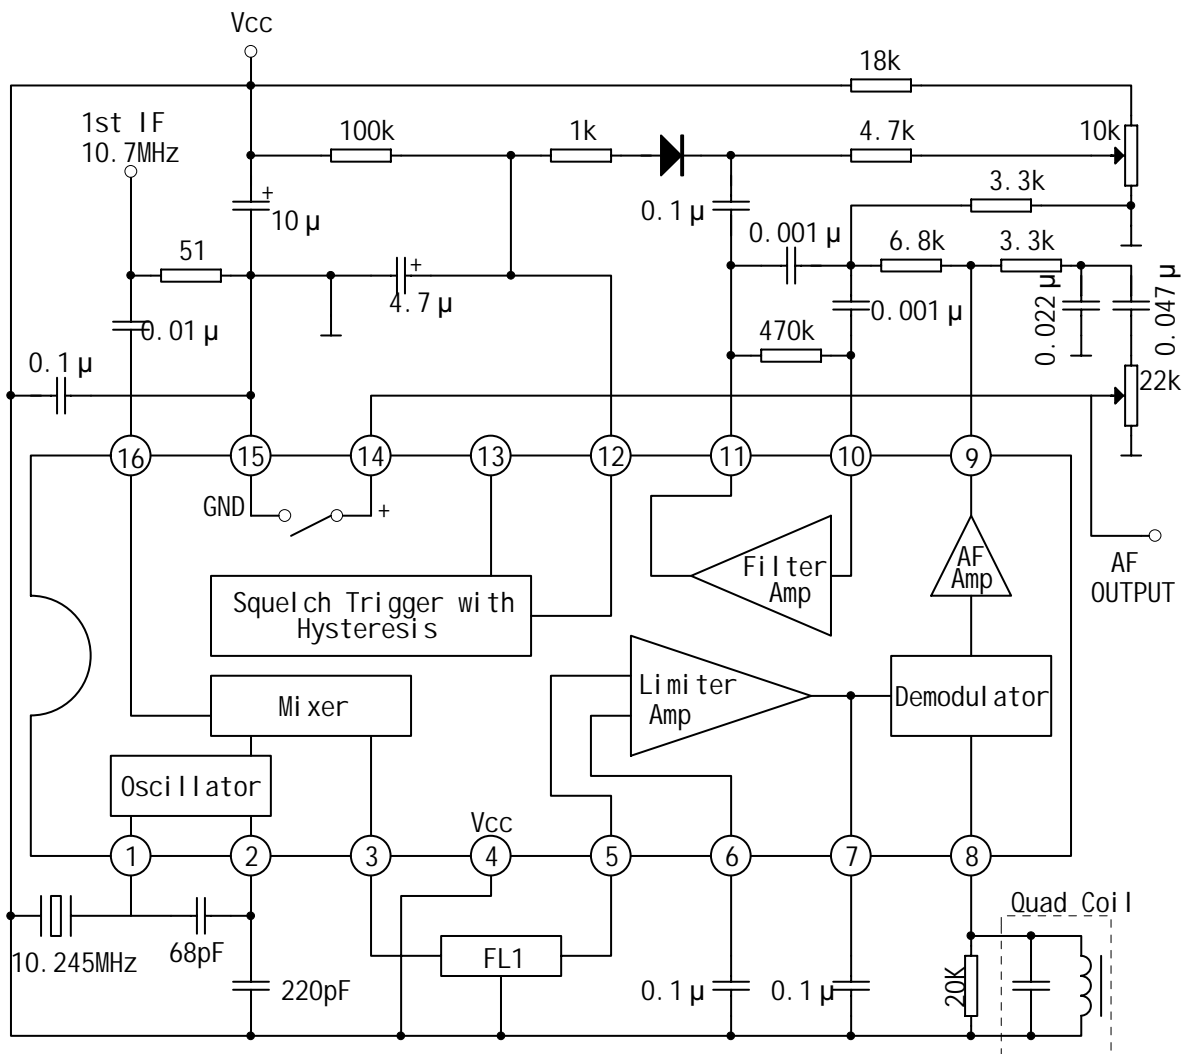 Vcc
18k
1st IF
10.7MHz
100k
1k
4.7k
10k
+
10μ
0.1μ
3.3k
51
0.001μ
6.8k
3.3k
+
4.7μ
0.01μ
0.001μ
0.022μ
0.047μ
0.1μ
470k
22k
16
15
14
13
12
11
10
9
GND
+
Filter
Amp
AF
Amp
AF
OUTPUT
Squelch Trigger with
Hysteresis
Mixer
Limiter
Amp
Demodulator
Oscillator
Vcc
1
2
3
4
5
6
7
8
Quad Coil
10.245MHz
68pF
220pF
FL1
0.1μ
0.1μ
20K